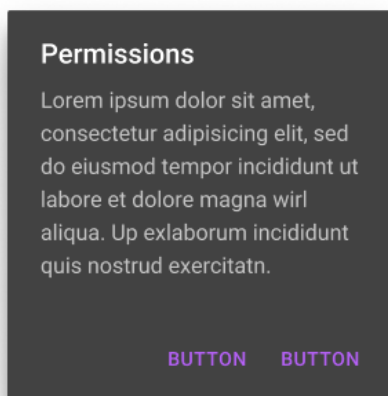 Permissions
Lorem ipsum dolor sit amet,
consectetur adipisicing elit, sed
do eiusmod tempor incididunt ut
labore et dolore magna wirl
aliqua. Up exlaborum incididunt
quis nostrud exercitatn.
BUTTON BUTTON